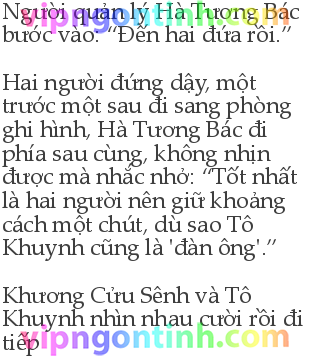 Người quản lý Hà Tương Bác
bước vào: “Đến hai đứa rồi.”
Hai người đứng dậy, một
trước một sau đi sang phòng
ghi hình, Hà Tương Bác đi
phía sau cùng, không nhịn
được mà nhắc nhở: “Tốt nhất
là hai người nên giữ khoảng
cách một chút, dù sao Tô
Khuynh cũng là 'đàn ông'.”
Khương Cửu Sênh và Tô
Khuynh nhìn nhau cười rồi đi
tiếp
vipngontinh.com
vipngontinh.com